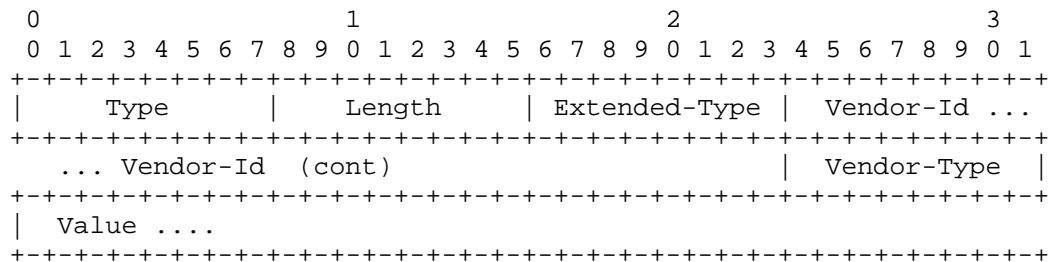 0                   1                   2                   3
 0 1 2 3 4 5 6 7 8 9 0 1 2 3 4 5 6 7 8 9 0 1 2 3 4 5 6 7 8 9 0 1
+-+-+-+-+-+-+-+-+-+-+-+-+-+-+-+-+-+-+-+-+-+-+-+-+-+-+-+-+-+-+-+-+
|     Type      |    Length     | Extended-Type |  Vendor-Id ...
+-+-+-+-+-+-+-+-+-+-+-+-+-+-+-+-+-+-+-+-+-+-+-+-+-+-+-+-+-+-+-+-+
   ... Vendor-Id  (cont)                        |  Vendor-Type  |
+-+-+-+-+-+-+-+-+-+-+-+-+-+-+-+-+-+-+-+-+-+-+-+-+-+-+-+-+-+-+-+-+
|  Value ....
+-+-+-+-+-+-+-+-+-+-+-+-+-+-+-+-+-+-+-+-+-+-+-+-+-+-+-+-+-+-+-+-+